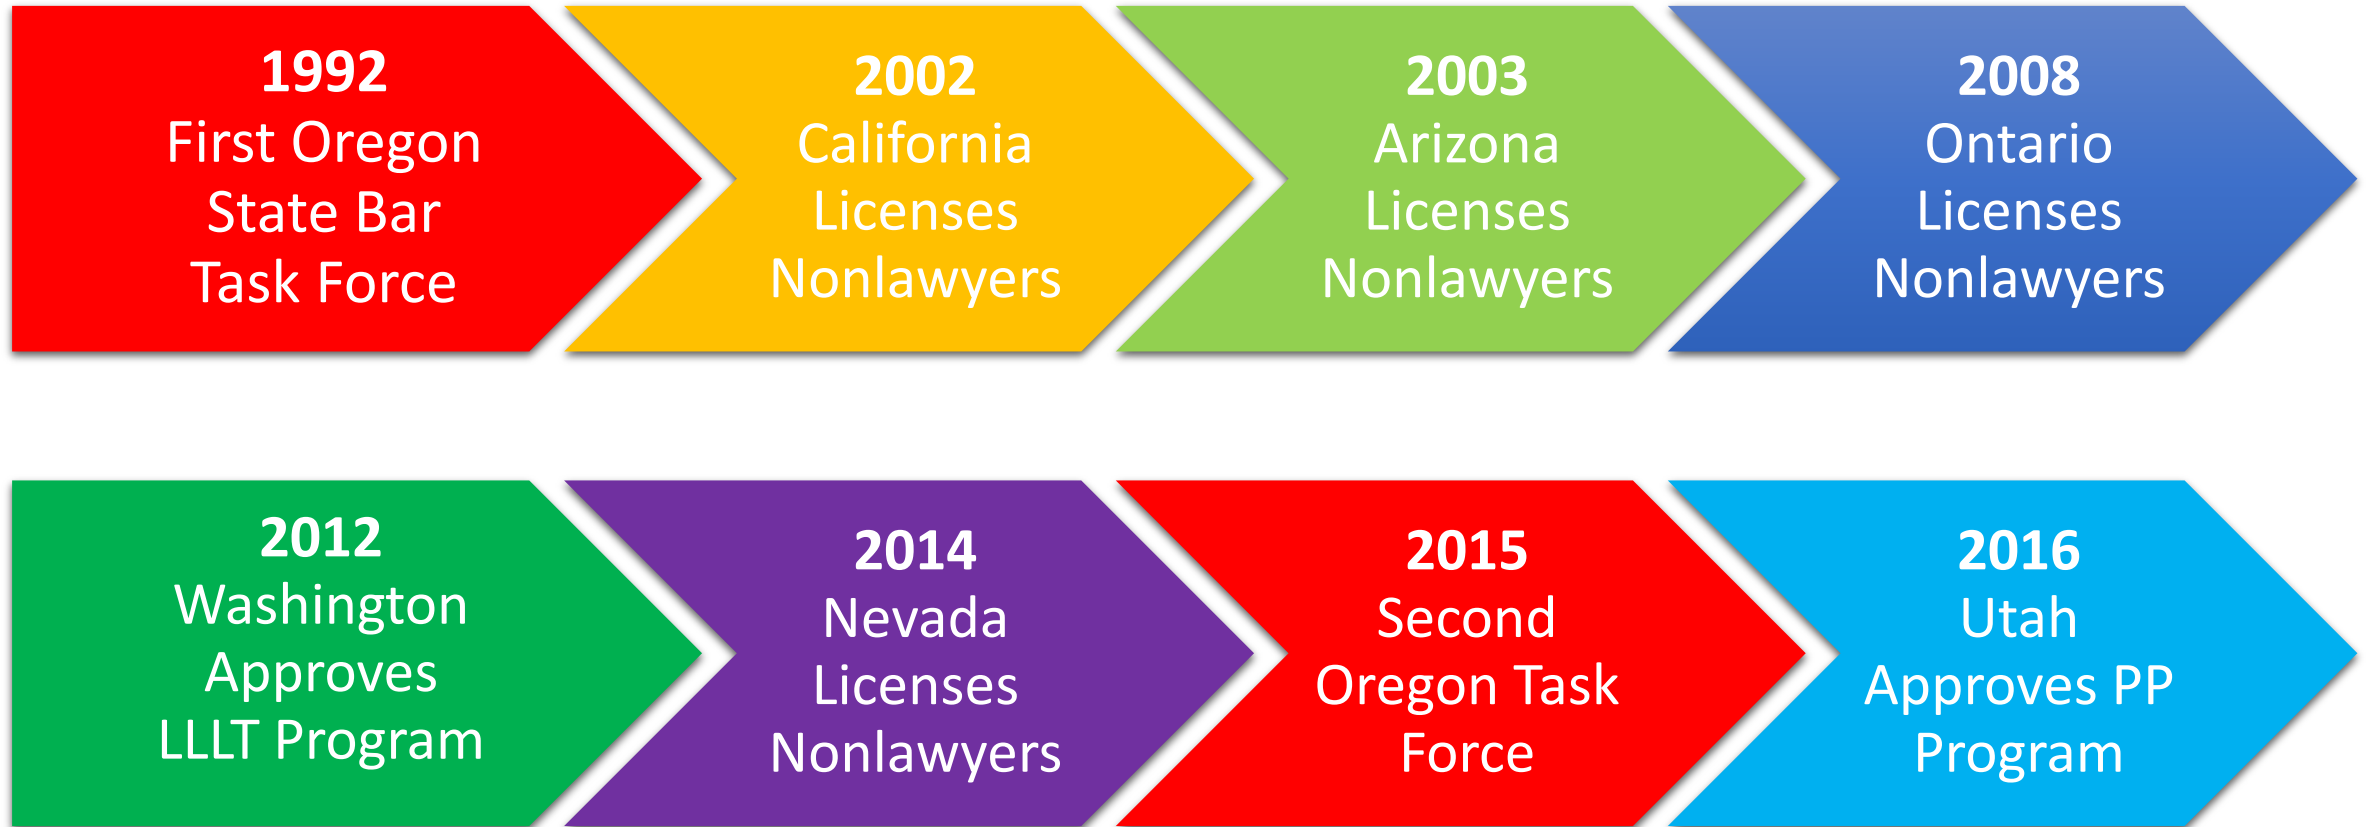 1992
First Oregon
State Bar
Task Force
2002
California
Licenses
Nonlawyers
2003
Arizona
Licenses
Nonlawyers
2008
Ontario
Licenses
Nonlawyers
2012
Washington
Approves
LLLT Program
2014
Nevada
Licenses
Nonlawyers
2015
Second
Oregon Task
Force
2016
Utah
Approves PP
Program